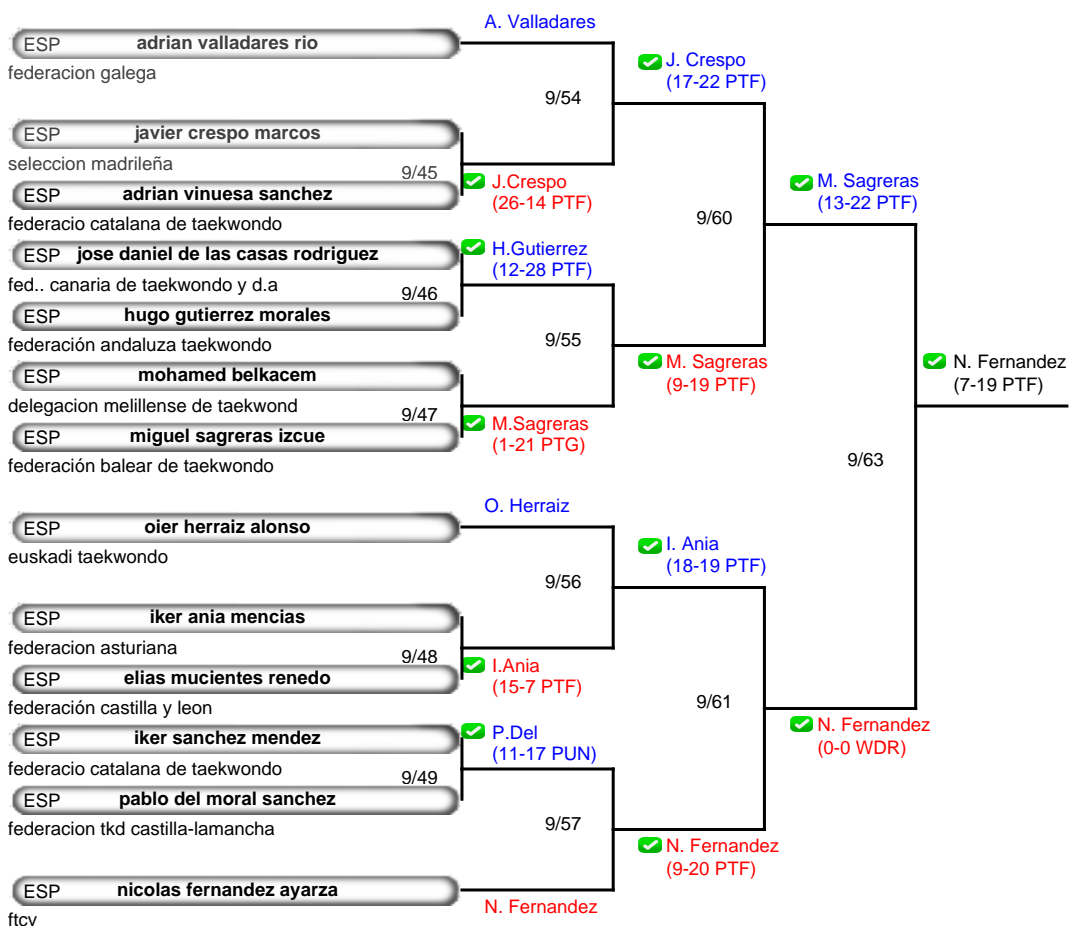 A. Valladares
ESP adrian valladares rio
federacion galega
J. Crespo
(17-22 PTF)
9/54
ESP javier crespo marcos
seleccion madrileña
9/45
ESP adrian vinuesa sanchez
federacio catalana de taekwondo
J.Crespo
(26-14 PTF)
M. Sagreras
(13-22 PTF)
9/60
ESP jose daniel de las casas rodriguez
fed.. canaria de taekwondo y d.a
H.Gutierrez
(12-28 PTF)
9/46
ESP hugo gutierrez morales
federación andaluza taekwondo
9/55
M. Sagreras
(9-19 PTF)
N. Fernandez
(7-19 PTF)
ESP mohamed belkacem
delegacion melillense de taekwond
9/47
ESP miguel sagreras izcue
federación balear de taekwondo
M.Sagreras
(1-21 PTG)
9/63
O. Herraiz
ESP oier herraiz alonso
euskadi taekwondo
I. Ania
(18-19 PTF)
9/56
ESP iker ania mencias
federacion asturiana
9/48
ESP elias mucientes renedo
federación castilla y leon
I.Ania
(15-7 PTF)
9/61
N. Fernandez
(0-0 WDR)
ESP iker sanchez mendez
federacio catalana de taekwondo
P.Del
(11-17 PUN)
9/49
ESP pablo del moral sanchez
federacion tkd castilla-lamancha
9/57
N. Fernandez
(9-20 PTF)
ESP nicolas fernandez ayarza
ftcv
N. Fernandez